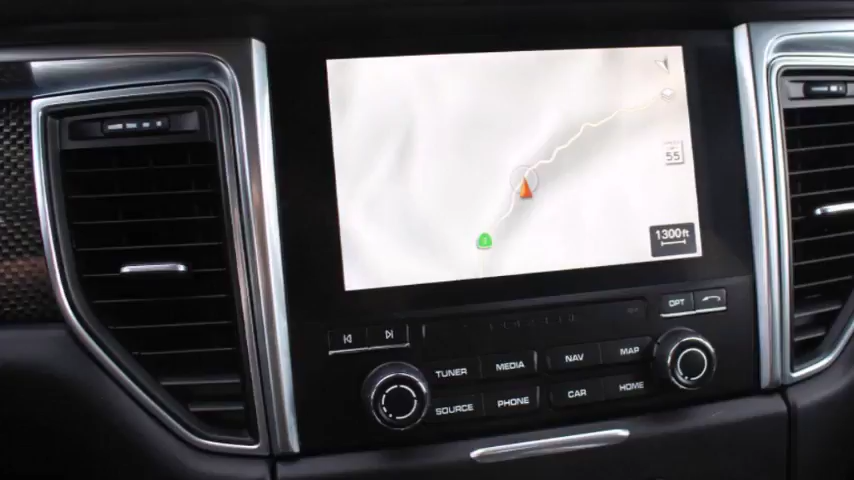 55
1300ft
OPT
TUNER MEDIA NAV MAP
SOURCE PHONE CAR HOME